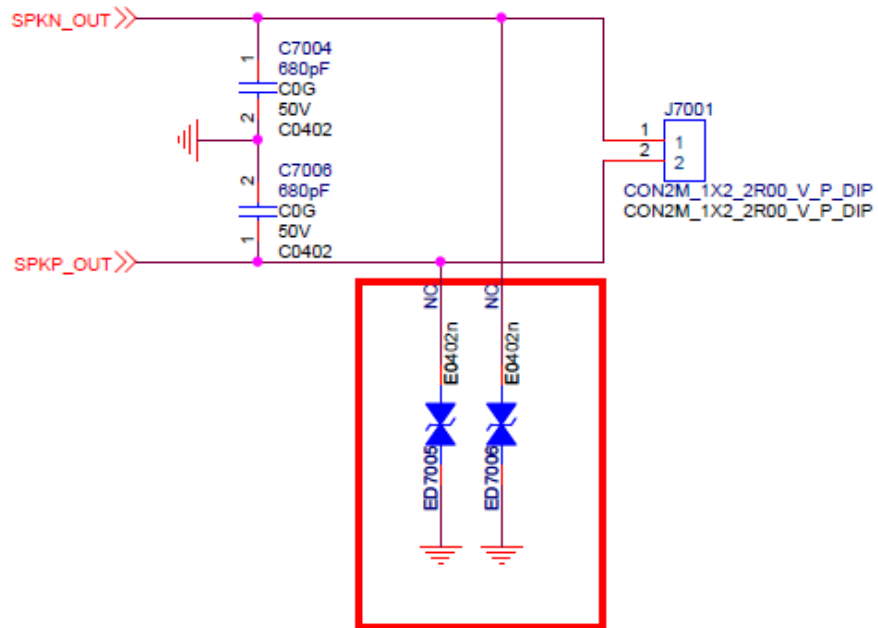 SPKN_OUT
1
C7004
680pF
C0G
50V
2
C0402
J7001
1
1
2
2
CON2M_1X2_2R00_V_P_DIP
CON2M_1X2_2R00_V_P_DIP
2
C7006
680pF
C0G
50V
1
C0402
SPKP_OUT
NC
NC
E0402n
E0402n
ED7005
ED7006